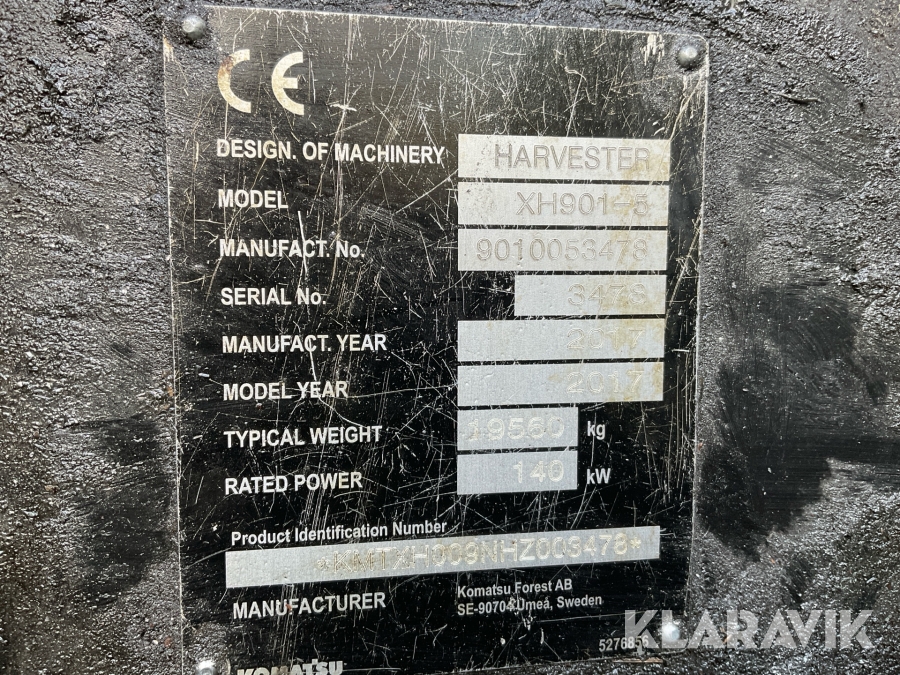 CE
DESIGN. OF MACHINERY HARVESTER
MODEL XH901-5
MANUFACT. No. 9010053478
SERIAL No. 3478
MANUFACT. YEAR 2017
MODEL YEAR 2017
TYPICAL WEIGHT 19560 kg
RATED POWER 140 kW
Product Identification Number
MANUFACTURER Komatsu Forest AB
SE-90704 Umeå, Sweden
KLARAVIK
KOMATSU